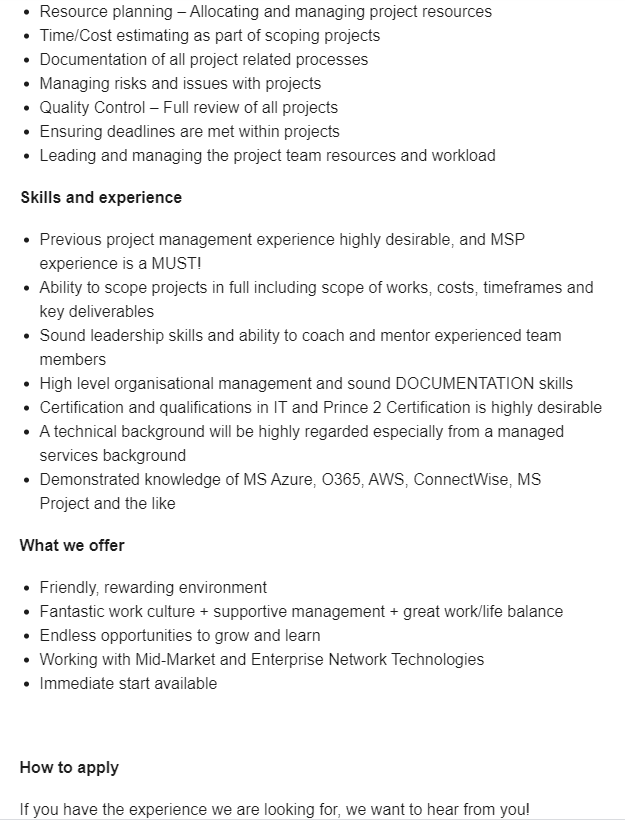 • Resource planning – Allocating and managing project resources
• Time/Cost estimating as part of scoping projects
• Documentation of all project related processes
• Managing risks and issues with projects
• Quality Control – Full review of all projects
• Ensuring deadlines are met within projects
• Leading and managing the project team resources and workload
Skills and experience
• Previous project management experience highly desirable, and MSP
experience is a MUST!
• Ability to scope projects in full including scope of works, costs, timeframes and
key deliverables
• Sound leadership skills and ability to coach and mentor experienced team
members
• High level organisational management and sound DOCUMENTATION skills
• Certification and qualifications in IT and Prince 2 Certification is highly desirable
• A technical background will be highly regarded especially from a managed
services background
• Demonstrated knowledge of MS Azure, O365, AWS, ConnectWise, MS
Project and the like
What we offer
• Friendly, rewarding environment
• Fantastic work culture + supportive management + great work/life balance
• Endless opportunities to grow and learn
• Working with Mid-Market and Enterprise Network Technologies
• Immediate start available
How to apply
If you have the experience we are looking for, we want to hear from you!